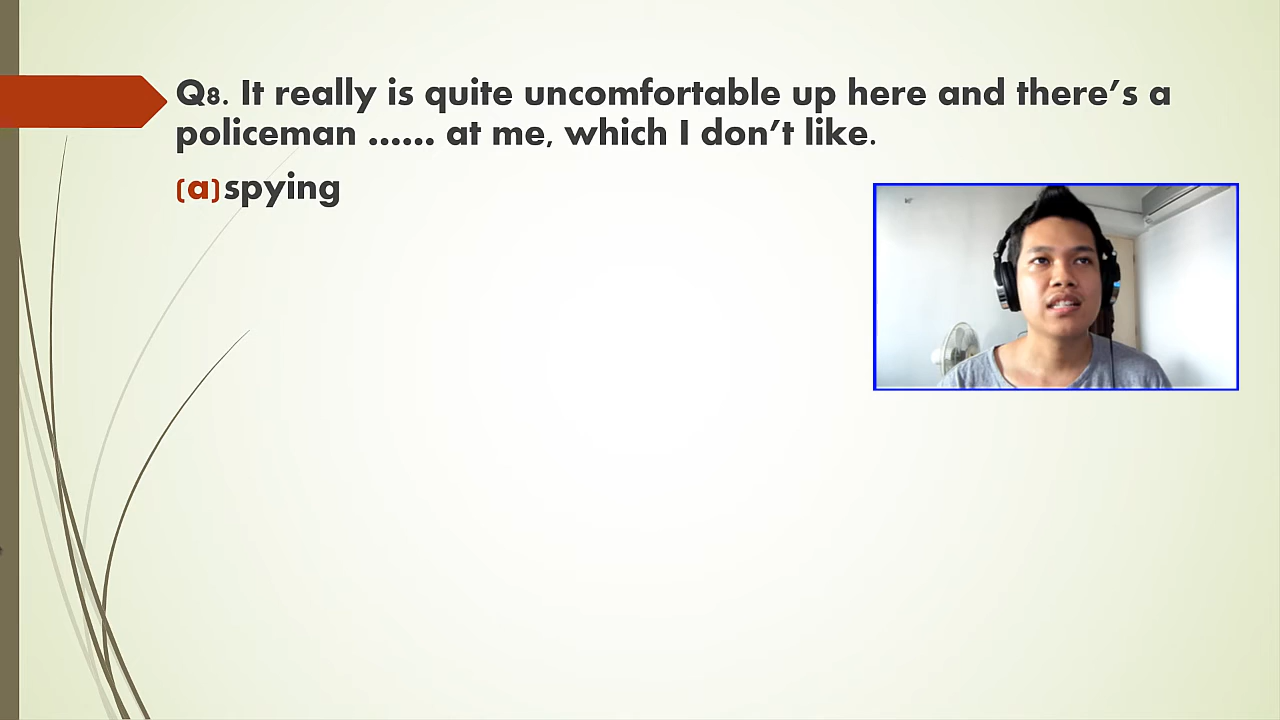 Q8. It really is quite uncomfortable up here and there’s a
policeman ...... at me, which I don’t like.
(a)spying